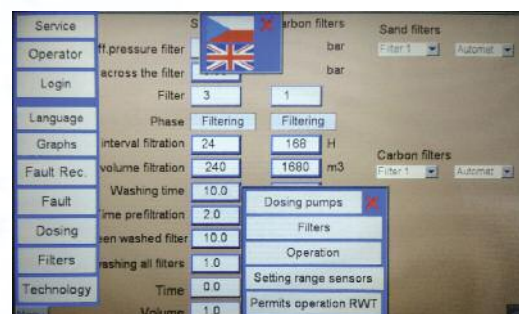 Service
Operator
Login
Language
Graphs
Fault Rec.
Fault
Dosing
Filters
Technology
S arbon filters
ff.pressure filter bar
across the filter bar
Filter 3 1
Phase Filtering Filtering
interval filtration 24 168 H
volume filtration 240 1680 m3
Washing time 10.0
ime prefiltration 2.0
en washed filter 10.0
ashing all filters 1.0
Time 0.0
Volume 1.0
Sand filters
Filter 1 Automat
Carbon filters
Filter 1 Automat
Dosing pumps
Filters
Operation
Setting range sensors
Permits operation RWT